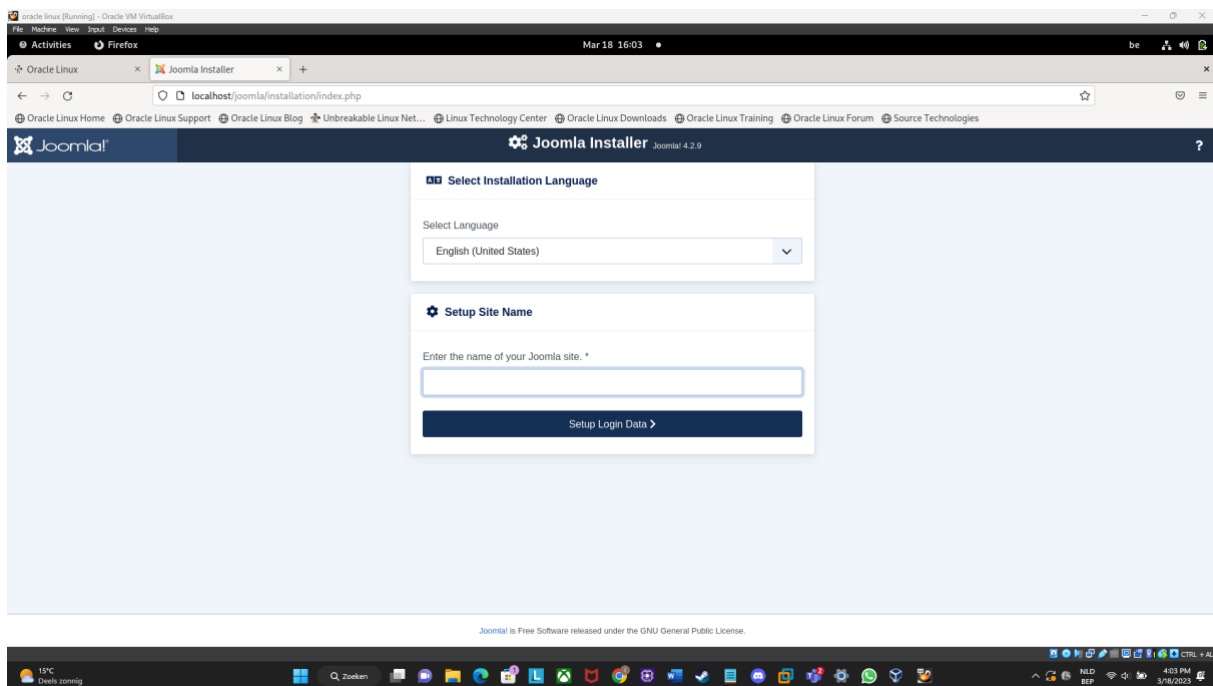 oracle linux [Running] - Oracle VM VirtualBox
File Machine View Input Devices Help
Activities Firefox Mar 18 16:03 be
Oracle Linux × Joomla Installer × + ×
localhost/joomla/installation/index.php
Oracle Linux Home Oracle Linux Support Oracle Linux Blog Unbreakable Linux Net... Linux Technology Center Oracle Linux Downloads Oracle Linux Training Oracle Linux Forum Source Technologies
Joomla!® Joomla Installer Joomla! 4.2.9 ?
Select Installation Language
Select Language
English (United States)
Setup Site Name
Enter the name of your Joomla site. *
Setup Login Data
Joomla! is Free Software released under the GNU General Public License.
CTRL + AL
15°C
Deels zonnig
Zoeken
NLD
BEP
4:03 PM
3/18/2023